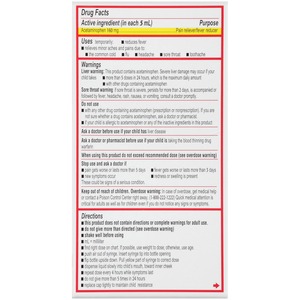 Drug Facts
Active ingredient (in each 5 mL) Purpose
Acetaminophen 160 mg Pain reliever/fever reducer
Uses temporarily: ■ reduces fever
■ relieves minor aches and pains due to:
■ the common cold ■ flu ■ headache ■ sore throat ■ toothache
Warnings
Liver warning: This product contains acetaminophen. Severe liver damage may occur if your
child takes ■ more than 5 doses in 24 hours, which is the maximum daily amount
■ with other drugs containing acetaminophen
Sore throat warning: If sore throat is severe, persists for more than 2 days, is accompanied or
followed by fever, headache, rash, nausea, or vomiting, consult a doctor promptly.
Do not use
■ with any other drug containing acetaminophen (prescription or nonprescription). If you are
not sure whether a drug contains acetaminophen, ask a doctor or pharmacist.
■ if your child is allergic to acetaminophen or any of the inactive ingredients in this product
Ask a doctor before use if your child has liver disease
Ask a doctor or pharmacist before use if your child is taking the blood thinning drug
warfarin
When using this product do not exceed recommended dose (see overdose warning)
Stop use and ask a doctor if
■ pain gets worse or lasts more than 5 days ■ fever gets worse or lasts more than 3 days
■ new symptoms occur ■ redness or swelling is present
These could be signs of a serious condition.
Keep out of reach of children. Overdose warning: In case of overdose, get medical help
or contact a Poison Control Center right away. (1-800-222-1222) Quick medical attention is
critical for adults as well as for children even if you do not notice any signs or symptoms.
Directions
■ this product does not contain directions or complete warnings for adult use.
■ do not give more than directed (see overdose warning)
■ shake well before using
■ mL = milliliter
■ find right dose on chart. If possible, use weight to dose; otherwise, use age.
■ push air out of syringe. Insert syringe tip into bottle opening
■ flip bottle upside down. Pull yellow part of syringe to correct dose
■ dispense liquid slowly into child's mouth, toward inner cheek
■ repeat dose every 4 hours while symptoms last
■ do not give more than 5 times in 24 hours
■ replace cap tightly to maintain child resistance